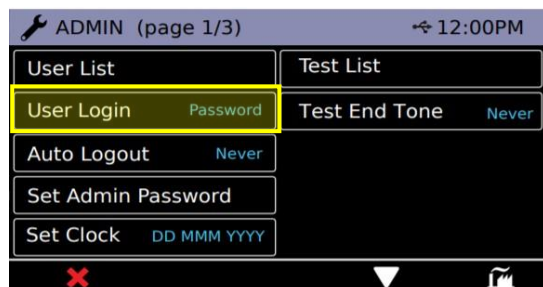 ADMIN (page 1/3) 12:00PM
User List
User Login Password
Auto Logout Never
Set Admin Password
Set Clock DD MMM YYYY
Test List
Test End Tone Never